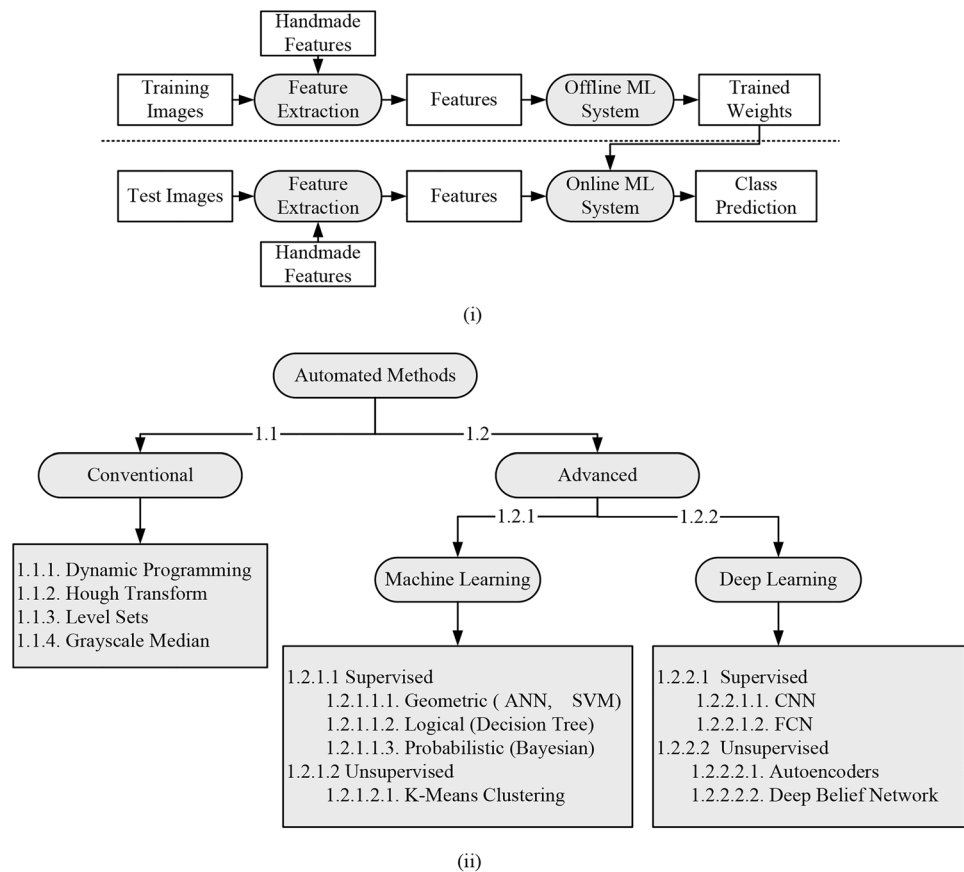 Handmade
Features
Training
Images
Feature
Extraction
Features
Offline ML
System
Trained
Weights
Test Images
Feature
Extraction
Features
Online ML
System
Class
Prediction
Handmade
Features
(i)
Automated Methods
1.1
1.2
Conventional
Advanced
1.2.1
1.2.2
Machine Learning
Deep Learning
1.1.1. Dynamic Programming
1.1.2. Hough Transform
1.1.3. Level Sets
1.1.4. Grayscale Median
1.2.1.1 Supervised
1.2.1.1.1. Geometric ( ANN, SVM)
1.2.1.1.2. Logical (Decision Tree)
1.2.1.1.3. Probabilistic (Bayesian)
1.2.1.2 Unsupervised
1.2.1.2.1. K-Means Clustering
1.2.2.1 Supervised
1.2.2.1.1. CNN
1.2.2.1.2. FCN
1.2.2.2 Unsupervised
1.2.2.2.1. Autoencoders
1.2.2.2.2. Deep Belief Network
(ii)